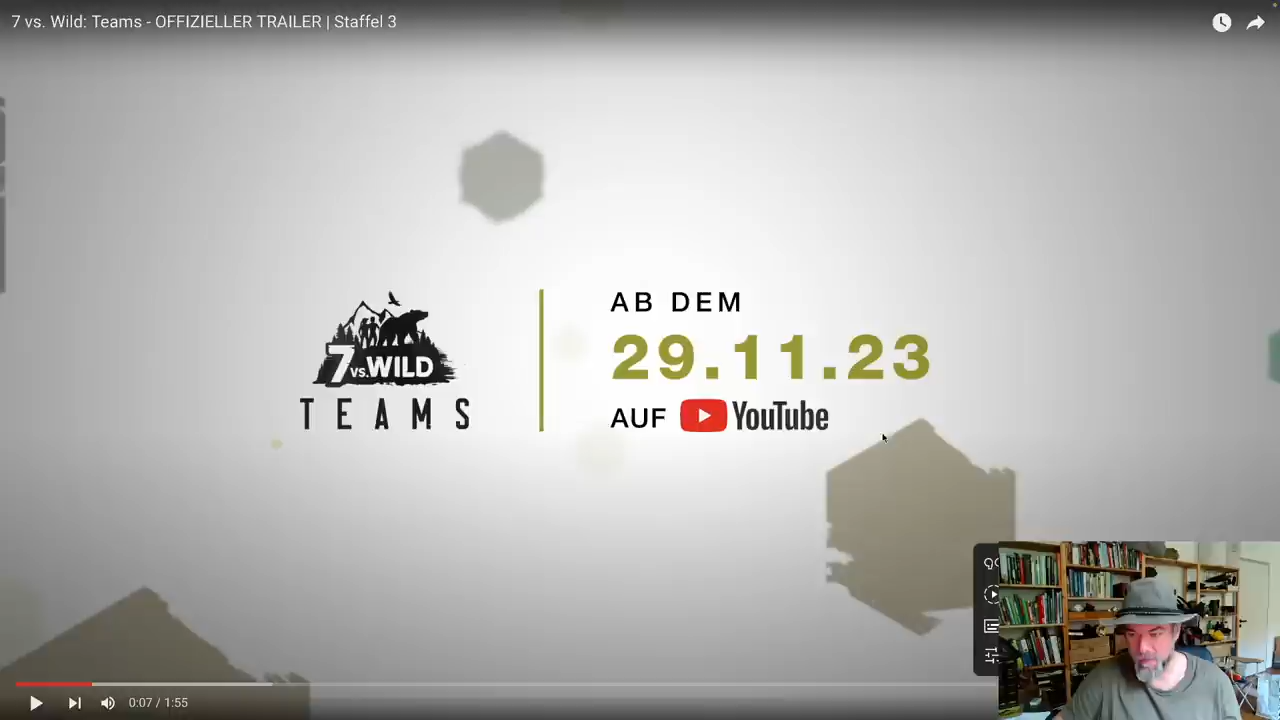 7 vs. Wild: Teams - OFFIZIELLER TRAILER | Staffel 3
AB DEM
29.11.23
AUF YouTube
7 vs. WILD
TEAMS
0:07 / 1:55